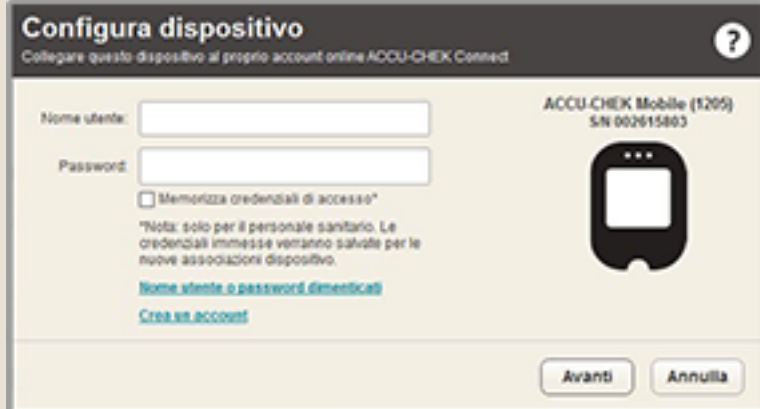 Configura dispositivo
Collegare questo dispositivo al proprio account online ACCU-CHEK Connect
?
ACCU-CHEK Mobile (1205)
S/N 002615803
Nome utente:
Password:
Memorizza credenziali di accesso*
*Nota: solo per il personale sanitario. Le
credenziali immesse verranno salvate per le
nuove associazioni dispositivo.
Nome utente o password dimenticati
Crea un account
Avanti
Annulla